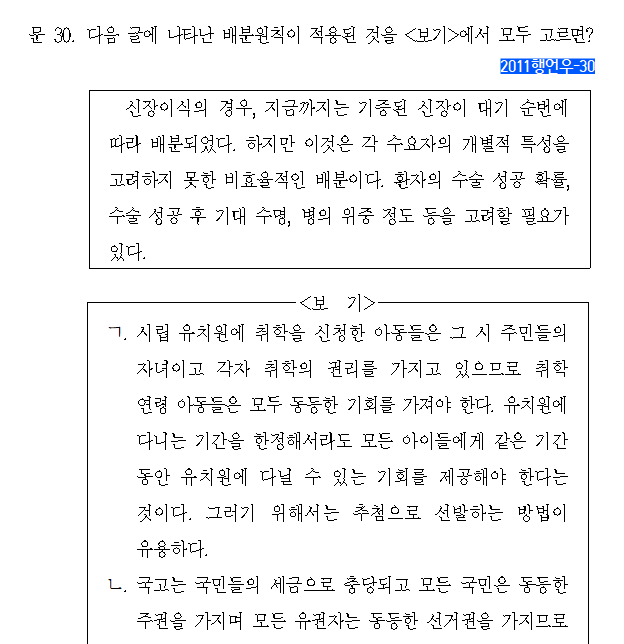 문 30. 다음 글에 나타난 배분원칙이 적용된 것을 <보기>에서 모두 고르면?
2011행언우-30
신장이식의 경우, 지금까지는 기증된 신장이 대기 순번에
따라 배분되었다. 하지만 이것은 각 수요자의 개별적 특성을
고려하지 못한 비효율적인 배분이다. 환자의 수술 성공 확률,
수술 성공 후 기대 수명, 병의 위중 정도 등을 고려할 필요가
있다.
<보 기>
ㄱ. 시립 유치원에 취학을 신청한 아동들은 그 시 주민들의
자녀이고 각자 취학의 권리를 가지고 있으므로 취학
연령 아동들은 모두 동등한 기회를 가져야 한다. 유치원에
다니는 기간을 한정해서라도 모든 아이들에게 같은 기간
동안 유치원에 다닐 수 있는 기회를 제공해야 한다는
것이다. 그러기 위해서는 추첨으로 선발하는 방법이
유용하다.
ㄴ. 국고는 국민들의 세금으로 충당되고 모든 국민은 동등한
주권을 가지며 모든 유권자는 동등한 선거권을 가지므로